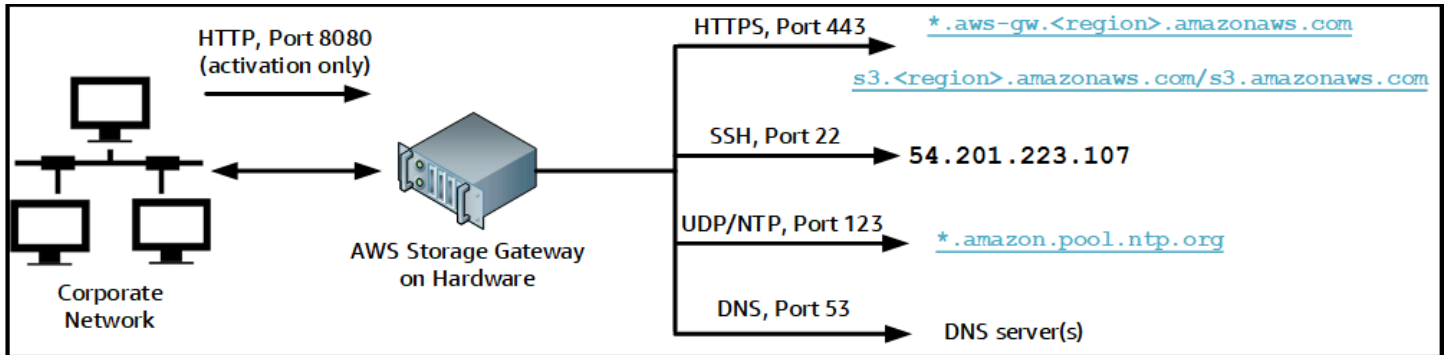 HTTP, Port 8080
(activation only)
Corporate
Network
AWS Storage Gateway
on Hardware
HTTPS, Port 443
*.aws-gw.<region>.amazonaws.com
s3.<region>.amazonaws.com/s3.amazonaws.com
SSH, Port 22
54.201.223.107
UDP/NTP, Port 123
*.amazon.pool.ntp.org
DNS, Port 53
DNS server(s)